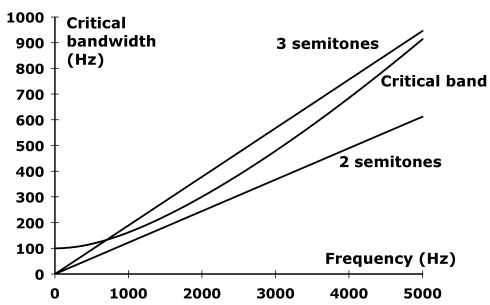 1000
900
800
700
600
500
400
300
200
100
0
Critical
bandwidth
(Hz)
3 semitones
Critical band
2 semitones
Frequency (Hz)
0 1000 2000 3000 4000 5000